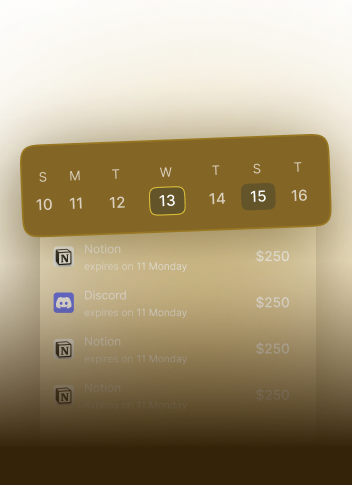 S M T W T S T
10 11 12 13 14 15 16
Notion
expires on 11 Monday
$250
Discord
expires on 11 Monday
$250
Notion
expires on 11 Monday
$250
Notion
expires on 11 Monday
$250